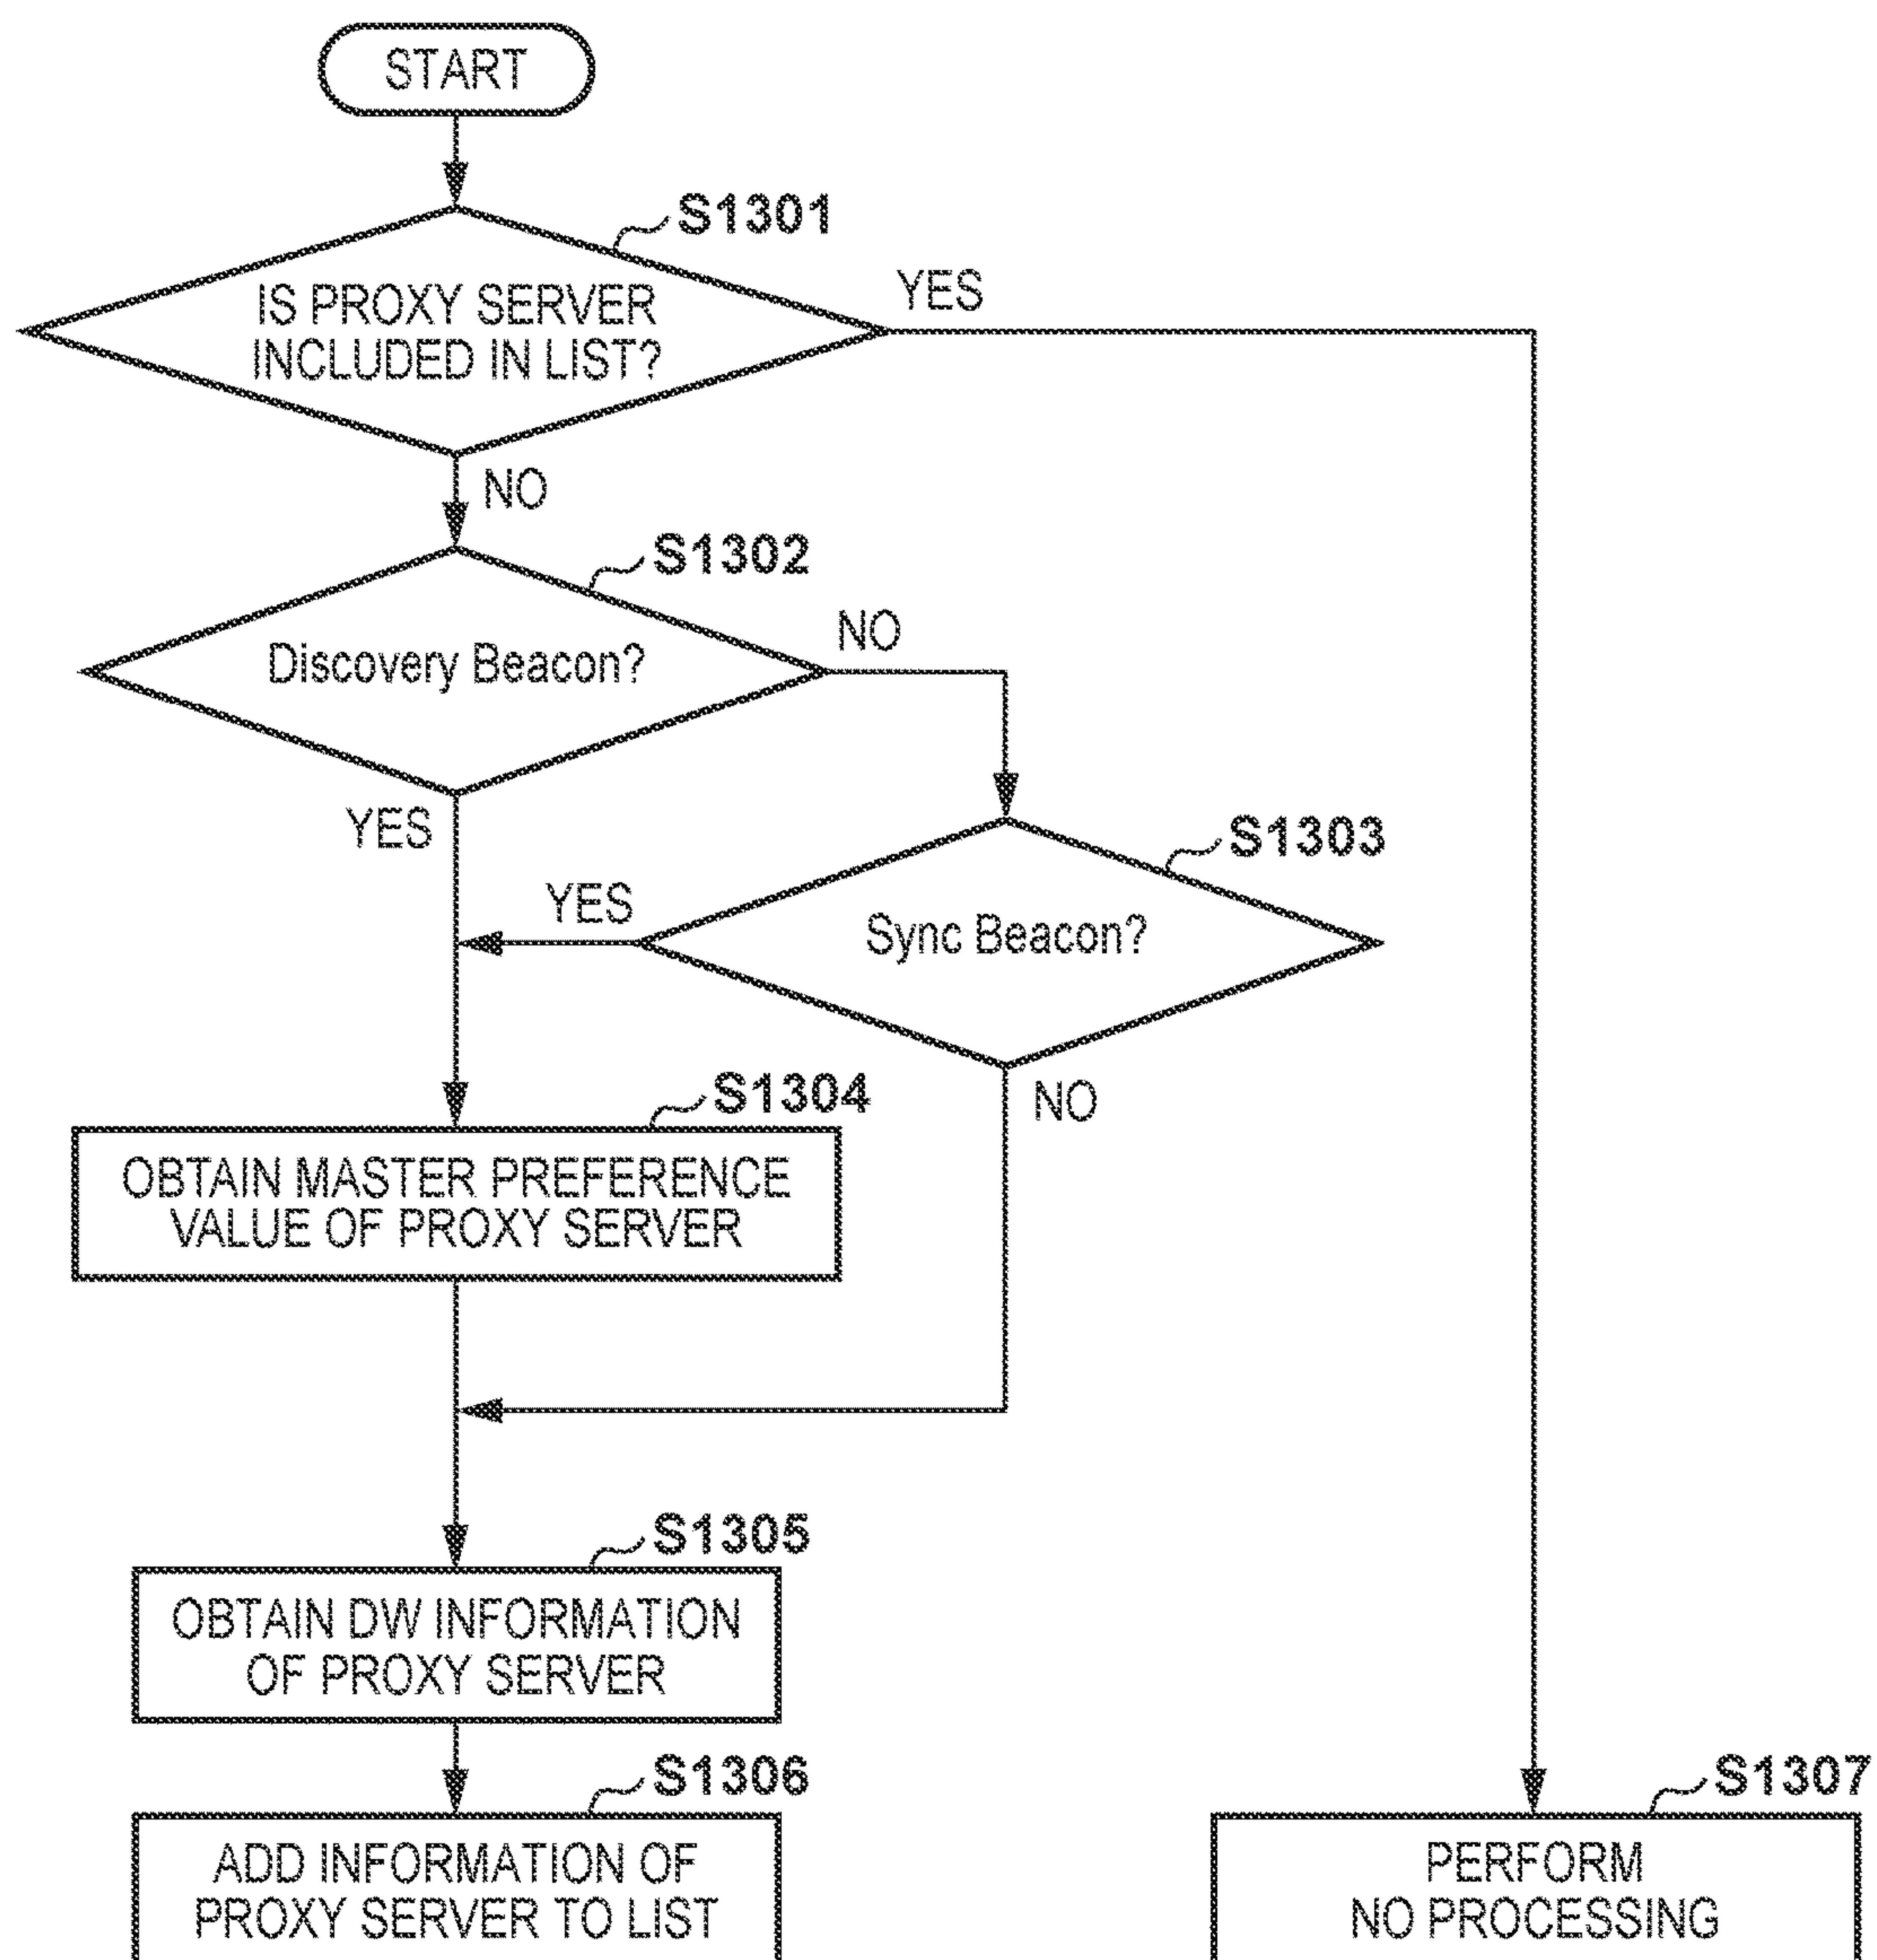 START
S1301
IS PROXY SERVER
INCLUDED IN LIST?
YES
NO
S1302
Discovery Beacon?
NO
YES
S1303
YES
Sync Beacon?
NO
S1304
OBTAIN MASTER PREFERENCE
VALUE OF PROXY SERVER
S1305
OBTAIN DW INFORMATION
OF PROXY SERVER
S1306
ADD INFORMATION OF
PROXY SERVER TO LIST
S1307
PERFORM
NO PROCESSING